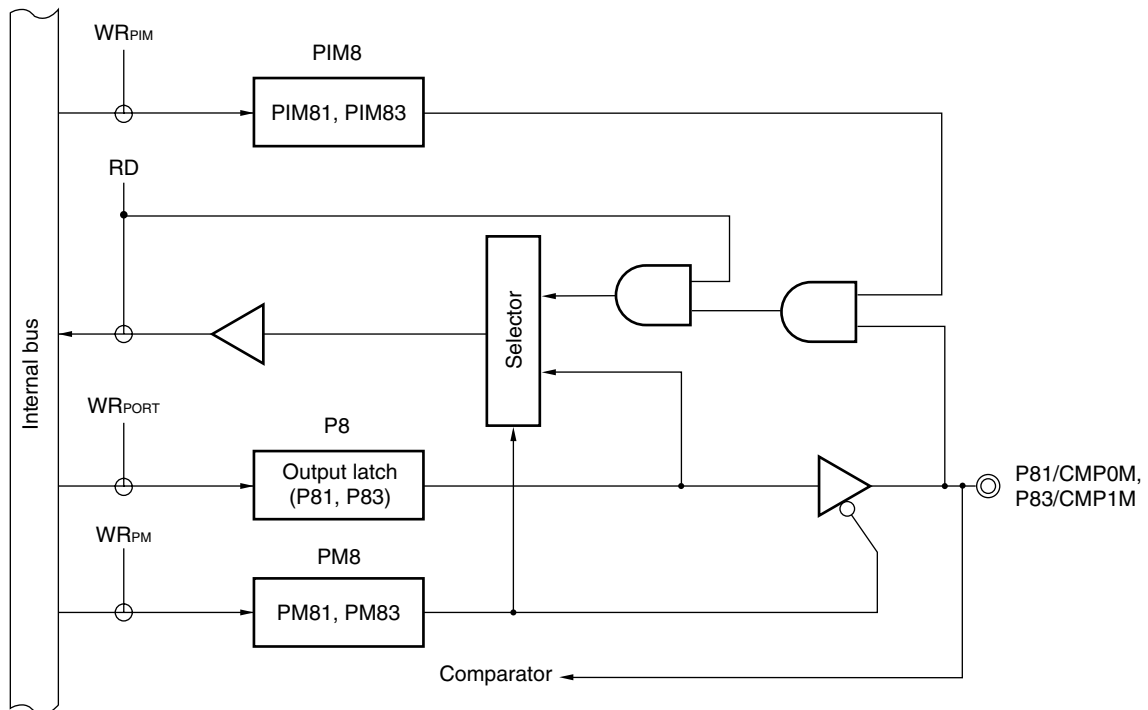 WRPIM
PIM8
PIM81, PIM83
RD
Selector
Internal bus
WRPORT
P8
Output latch
(P81, P83)
P81/CMP0M,
P83/CMP1M
WRPM
PM8
PM81, PM83
Comparator